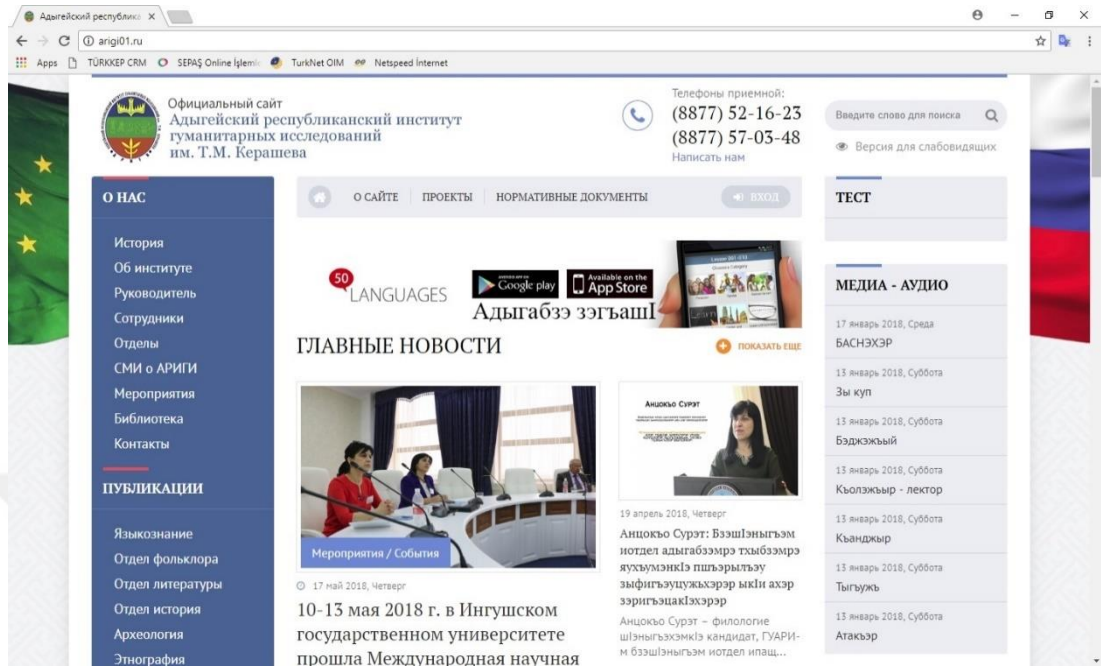 Адыгейский республика
arigi01.ru
Apps
TÜRKKEP CRM
SEPAŞ Online İşlemle
TurkNet OIM
Netspeed İnternet
Официальный сайт
Адыгейский республиканский институт
гуманитарных исследований
им. Т.М. Керашева
Телефоны приемной:
(8877) 52-16-23
(8877) 57-03-48
Написать нам
Введите слово для поиска
Версия для слабовидящих
О НАС
История
Об институте
Руководитель
Сотрудники
Отделы
СМИ о АРИГИ
Мероприятия
Библиотека
Контакты
ПУБЛИКАЦИИ
Языкознание
Отдел фольклора
Отдел литературы
Отдел история
Археология
Этнография
О САЙТЕ
ПРОЕКТЫ
НОРМАТИВНЫЕ ДОКУМЕНТЫ
ВХОД
50
LANGUAGES
Google play
Available on the
App Store
Адыгабзэ зэгъашI
ГЛАВНЫЕ НОВОСТИ
ПОКАЗАТЬ ЕЩЕ
Мероприятия / События
17 май 2018, Четверг
10-13 мая 2018 г. в Ингушском
государственном университете
прошла Международная научная
Анцокъо Сурэт
19 апрель 2018, Четверг
Анцокъо Сурэт: БзэшIэныгъэм
иотдел адыгабзэмрэ тхыбзэмрэ
яухъумэнкIэ пшъэрылъэу
зыфигъэуцужьхэрэр ыкIи ахэр
зэригъэцакIэхэрэр
Анцокъо Сурэт – филологие
шIэныгъэхэмкIэ кандидат, ГУАРИ-
м бзэшIэныгъэм иотдел ипащ...
ТЕСТ
МЕДИА - АУДИО
17 январь 2018, Среда
БАСНЭХЭР
13 январь 2018, Суббота
Зы куп
13 январь 2018, Суббота
Бэджэжъый
13 январь 2018, Суббота
Къолэжъыр - лектор
13 январь 2018, Суббота
Къанджыр
13 январь 2018, Суббота
Тыгъужъ
13 январь 2018, Суббота
Атакъэр